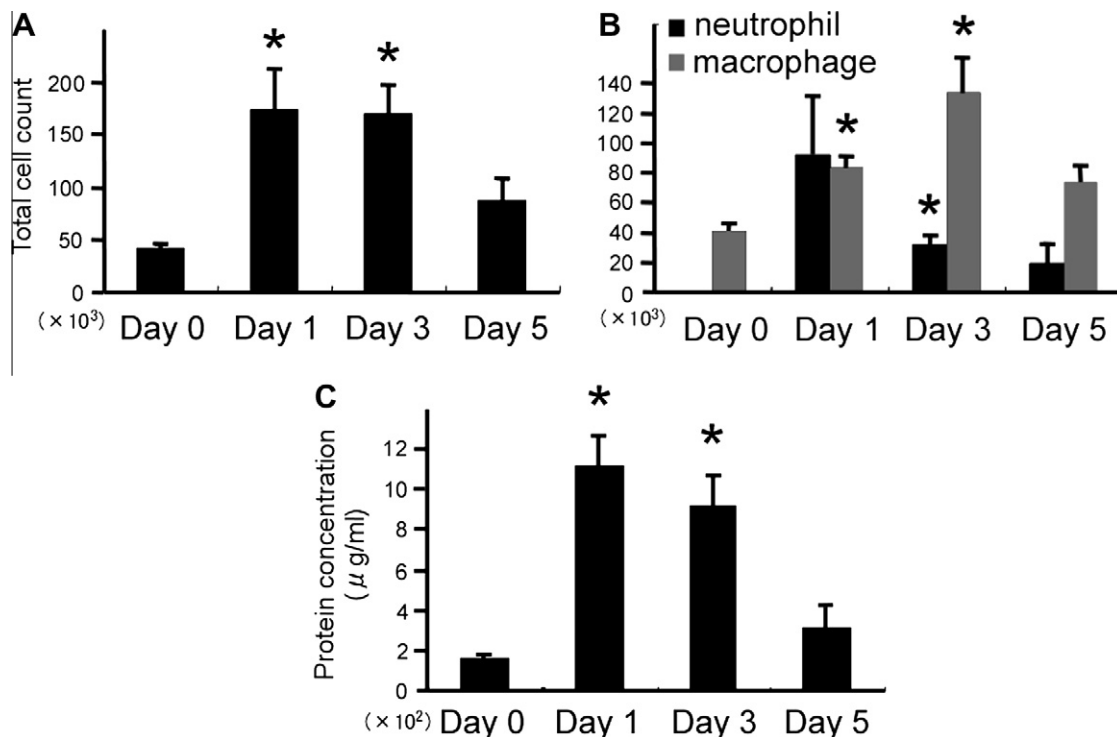 A
Total cell count
200
150
100
50
0
(×10³)
* *
Day 0 Day 1 Day 3 Day 5
B
neutrophil
macrophage
140
120
100
80
60
40
20
0
(×10³)
* * *
Day 0 Day 1 Day 3 Day 5
C
Protein concentration
(μg/ml)
12
10
8
6
4
2
0
(×10²)
* *
Day 0 Day 1 Day 3 Day 5